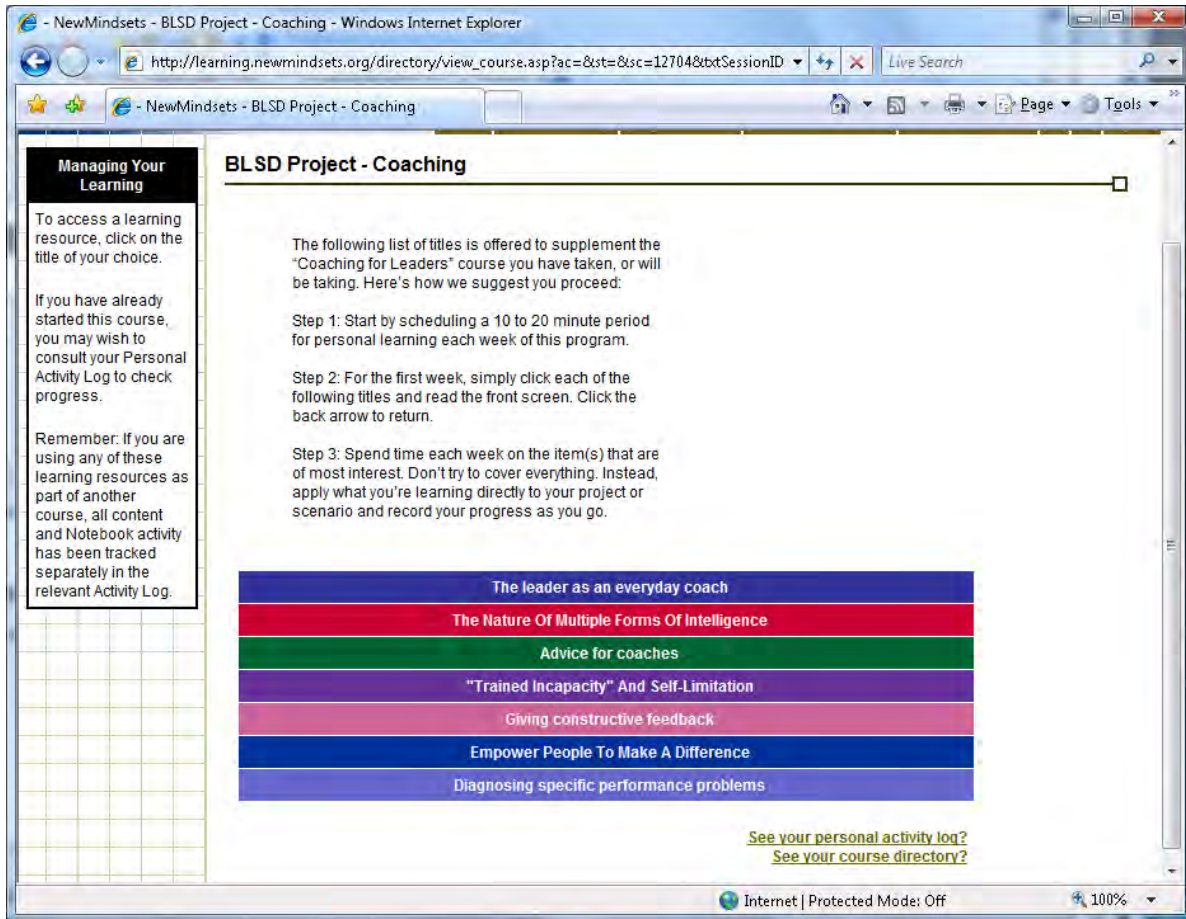 - NewMindsets - BLSD Project - Coaching - Windows Internet Explorer
http://learning.newmindsets.org/directory/view_course.asp?ac=&st=&sc=12704&txtSessionID
Live Search
- NewMindsets - BLSD Project - Coaching
Page
Tools
Managing Your
Learning
To access a learning
resource, click on the
title of your choice.
If you have already
started this course,
you may wish to
consult your Personal
Activity Log to check
progress.
Remember: If you are
using any of these
learning resources as
part of another
course, all content
and Notebook activity
has been tracked
separately in the
relevant Activity Log.
BLSD Project - Coaching
The following list of titles is offered to supplement the
“Coaching for Leaders” course you have taken, or will
be taking. Here's how we suggest you proceed:
Step 1: Start by scheduling a 10 to 20 minute period
for personal learning each week of this program.
Step 2: For the first week, simply click each of the
following titles and read the front screen. Click the
back arrow to return.
Step 3: Spend time each week on the item(s) that are
of most interest. Don't try to cover everything. Instead,
apply what you're learning directly to your project or
scenario and record your progress as you go.
The leader as an everyday coach
The Nature Of Multiple Forms Of Intelligence
Advice for coaches
"Trained Incapacity" And Self-Limitation
Giving constructive feedback
Empower People To Make A Difference
Diagnosing specific performance problems
See your personal activity log?
See your course directory?
Internet | Protected Mode: Off
100%